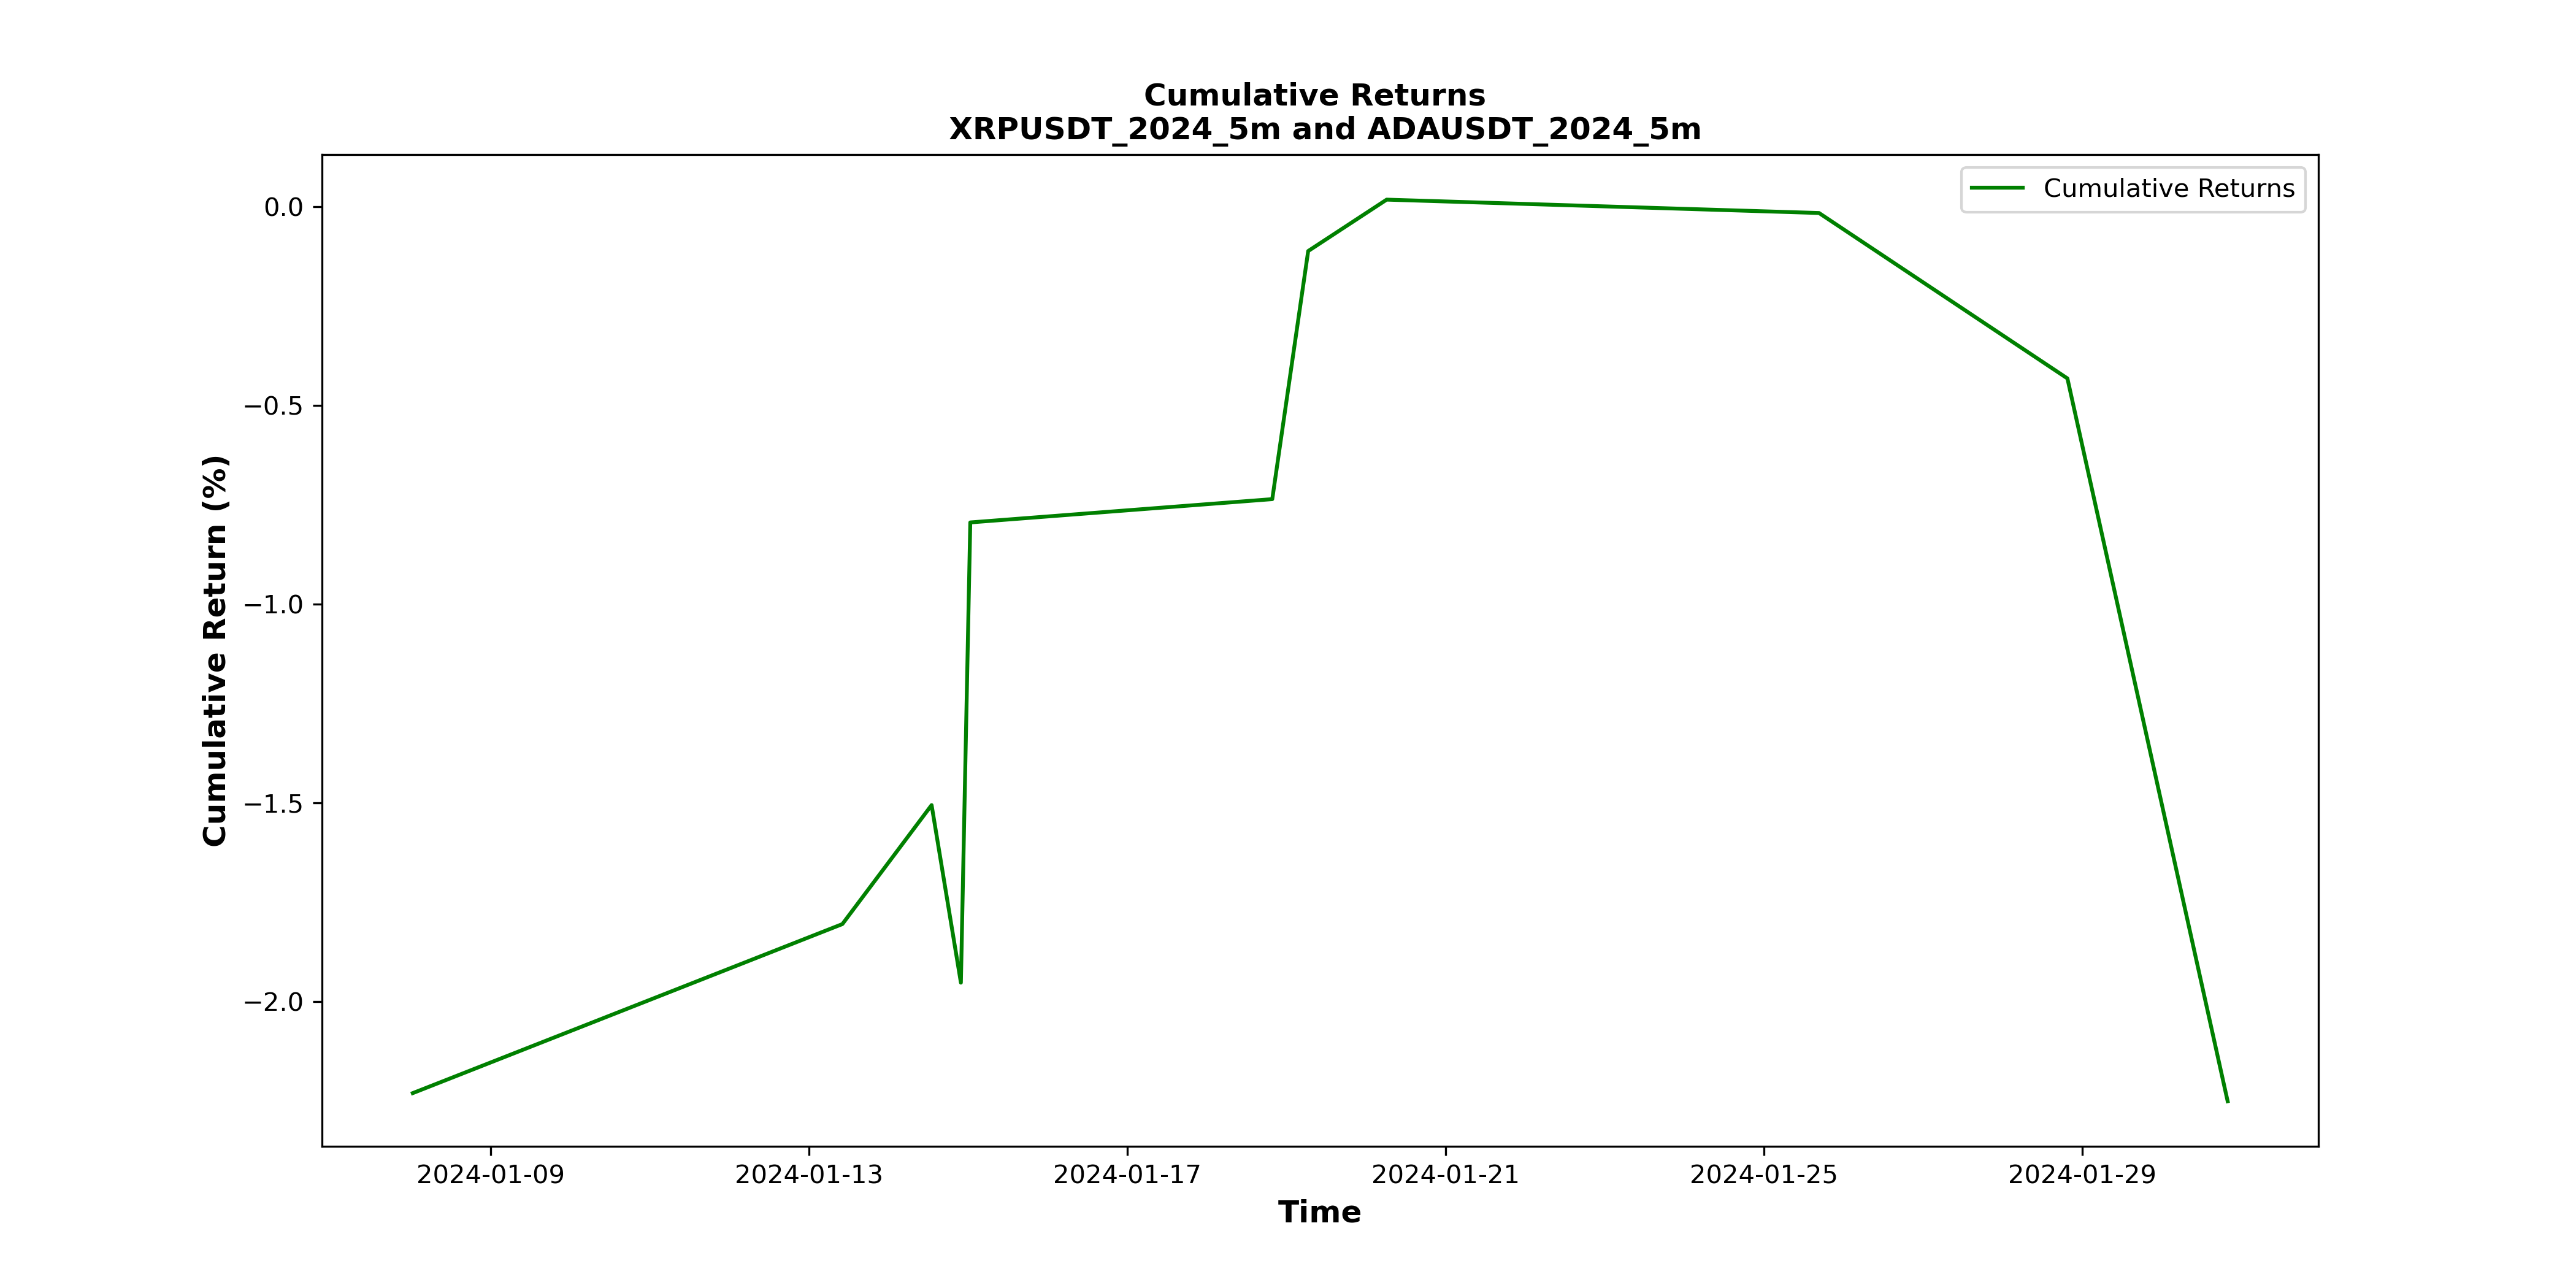 Cumulative Returns
XRPUSDT_2024_5m and ADAUSDT_2024_5m
Cumulative Returns
Cumulative Return (%)
0.0
−0.5
−1.0
−1.5
−2.0
2024-01-09 2024-01-13 2024-01-17 2024-01-21 2024-01-25 2024-01-29
Time